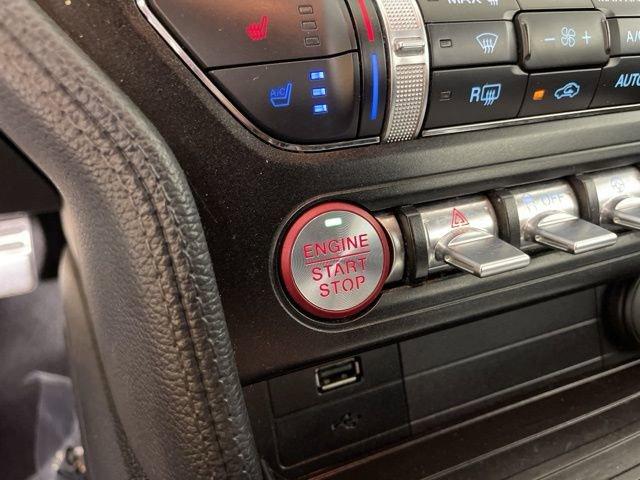 MAX
A/C
- +
A/C
R
AUTO
OFF
ENGINE
START
STOP